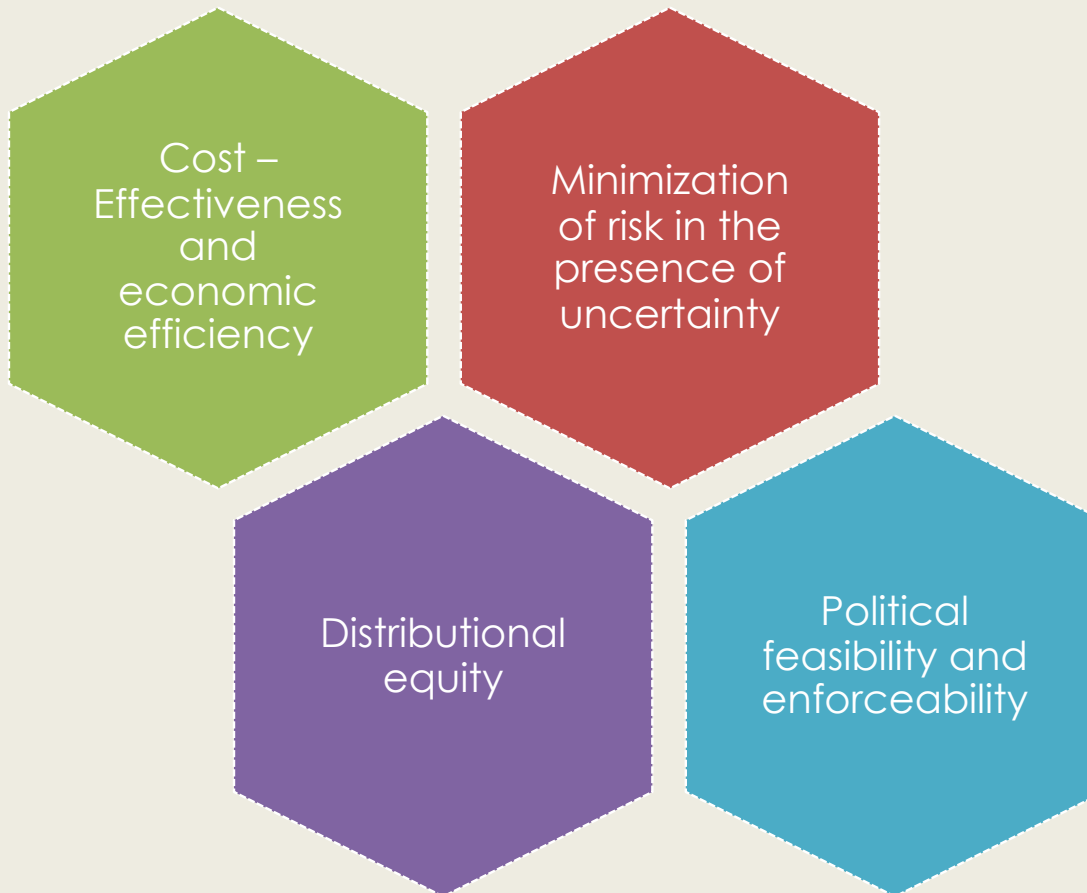 Cost –
Effectiveness
and
economic
efficiency
Minimization
of risk in the
presence of
uncertainty
Distributional
equity
Political
feasibility and
enforceability